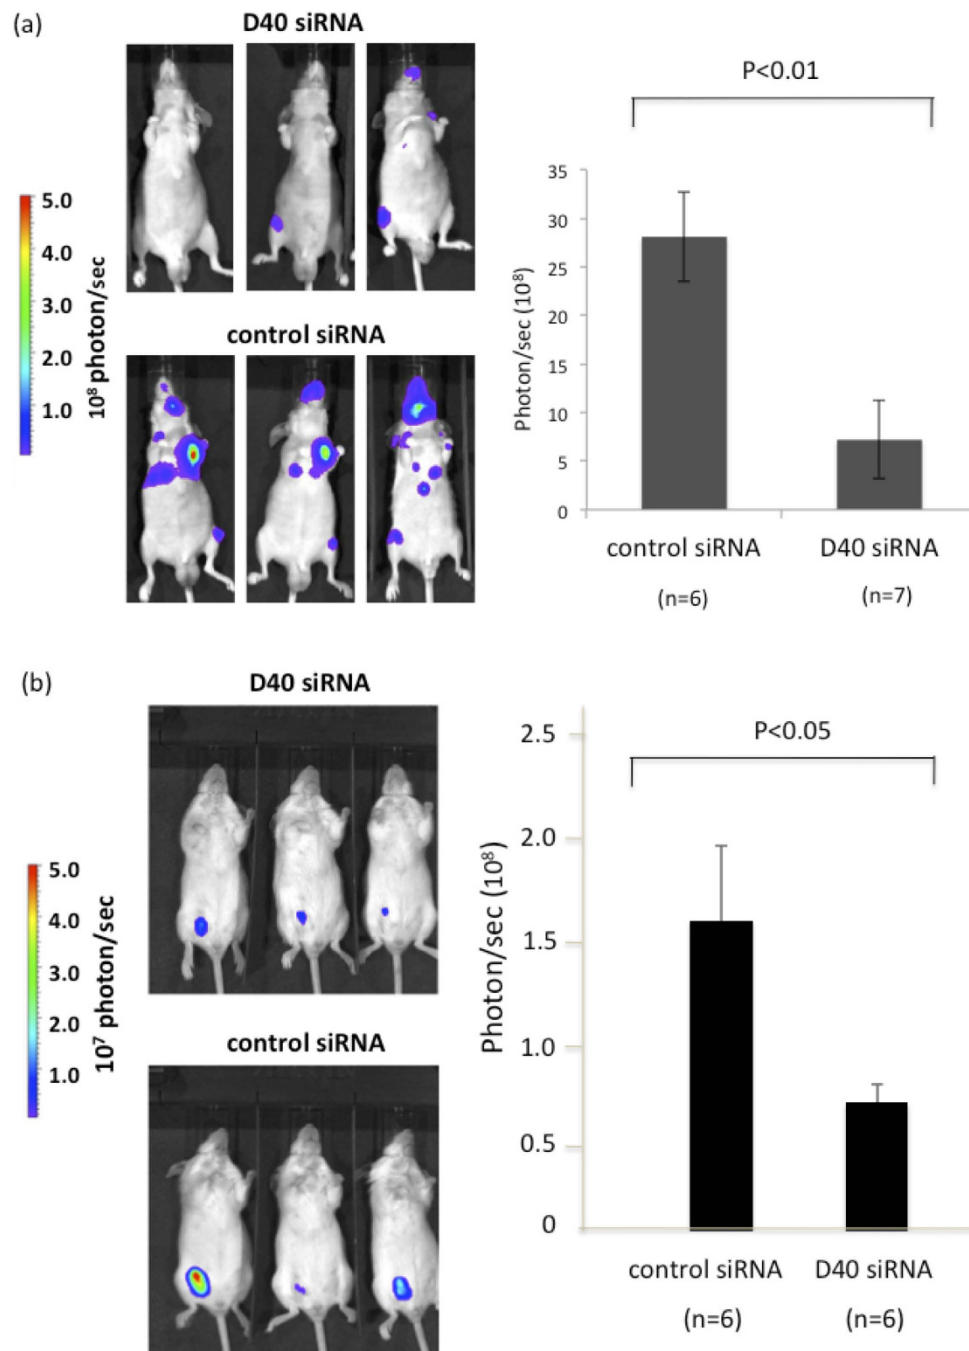 (a)
D40 siRNA
5.0
4.0
3.0
2.0
1.0
10⁸ photon/sec
control siRNA
P<0.01
35
30
25
20
15
10
5
0
Photon/sec (10⁸)
control siRNA
D40 siRNA
(n=6)
(n=7)
(b)
D40 siRNA
5.0
4.0
3.0
2.0
1.0
10⁷ photon/sec
control siRNA
P<0.05
2.5
2.0
1.5
1.0
0.5
0
Photon/sec (10⁸)
control siRNA
D40 siRNA
(n=6)
(n=6)